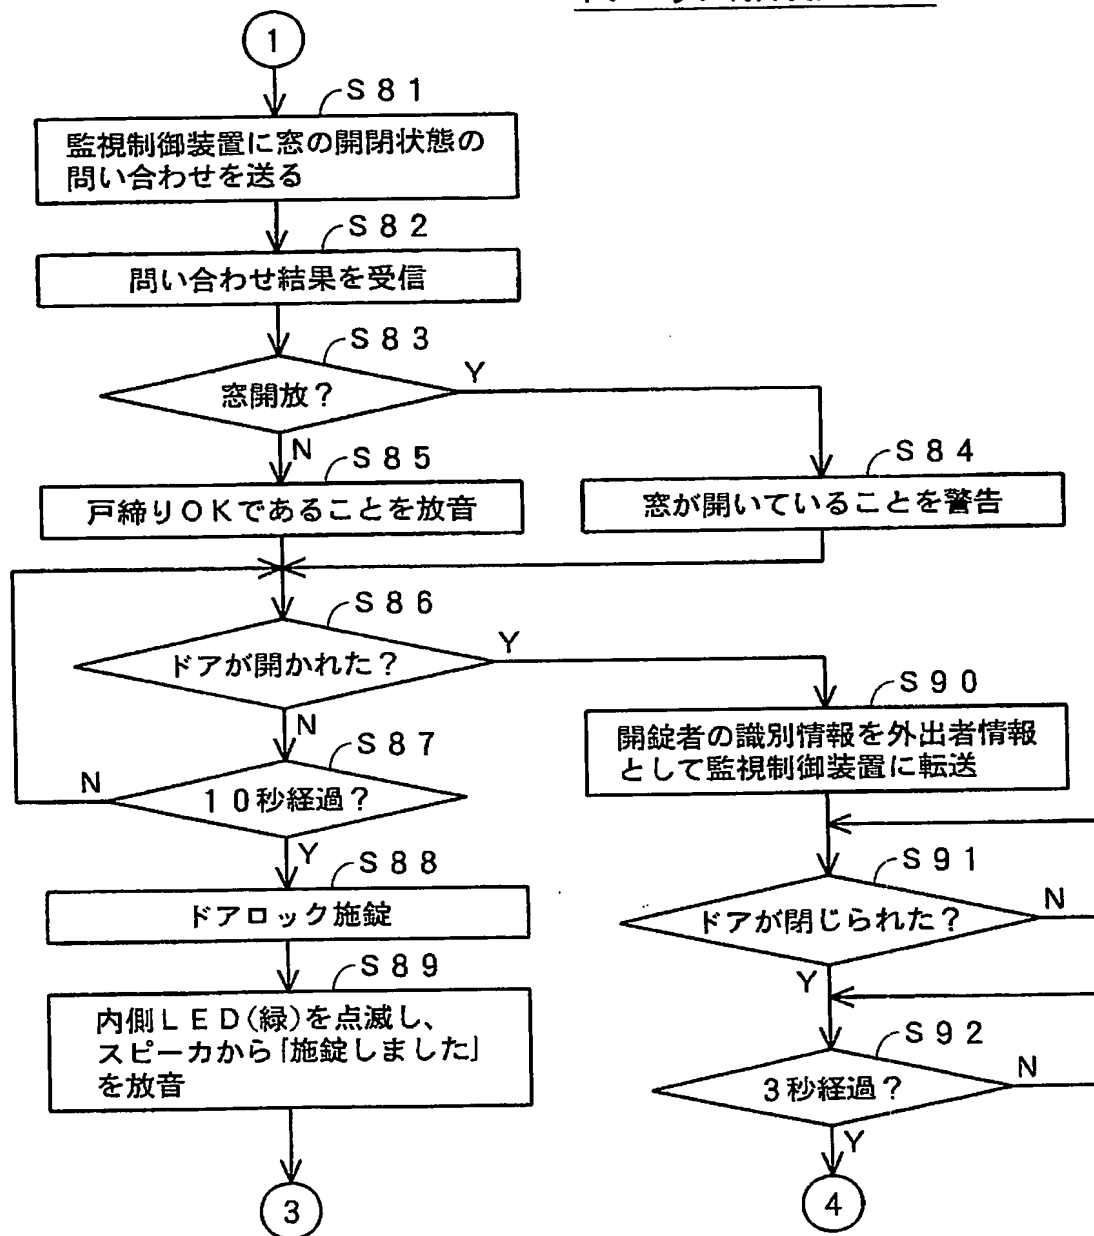 1
S81
監視制御装置に窓の開閉状態の
問い合わせを送る
S82
問い合わせ結果を受信
S83
窓開放？
Y
N
S85
戸締りOKであることを放音
S84
窓が開いていることを警告
S86
ドアが開かれた？
Y
N
S87
10秒経過？
N
Y
S88
ドアロック施錠
S89
内側LED(緑)を点滅し、
スピーカから「施錠しました」
を放音
3
S90
開錠者の識別情報を外出者情報
として監視制御装置に転送
S91
ドアが閉じられた？
N
Y
S92
3秒経過？
N
Y
4